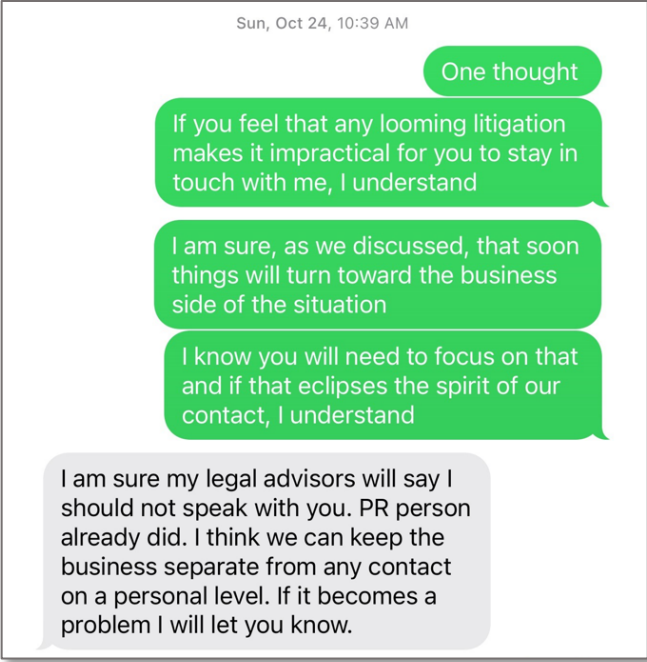 Sun, Oct 24, 10:39 AM
One thought
If you feel that any looming litigation
makes it impractical for you to stay in
touch with me, I understand
I am sure, as we discussed, that soon
things will turn toward the business
side of the situation
I know you will need to focus on that
and if that eclipses the spirit of our
contact, I understand
I am sure my legal advisors will say I
should not speak with you. PR person
already did. I think we can keep the
business separate from any contact
on a personal level. If it becomes a
problem I will let you know.